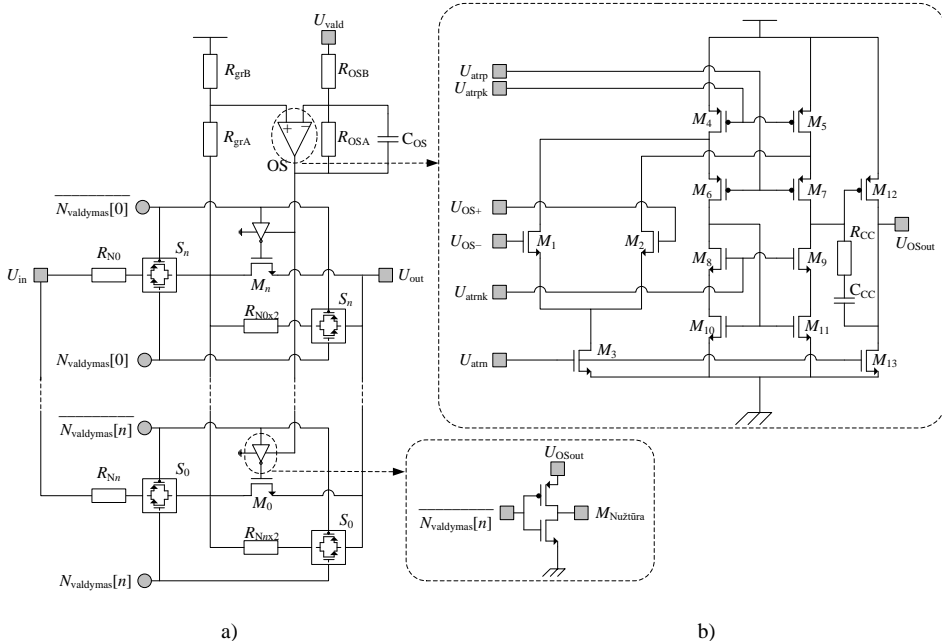 U_vald
R_grB
R_OSB
R_grA
+
−
R_OSA
C_OS
OS
N_valdymas[0]
R_N0
S_n
U_in
M_n
U_out
S_n
R_N0x2
N_valdymas[0]
N_valdymas[n]
R_Nn
S_0
M_0
S_0
R_Nnx2
N_valdymas[n]
U_atrp
U_atrpk
M_4
M_5
M_6
M_7
M_12
U_OS+
U_OS−
M_1
M_2
U_OSout
R_CC
M_8
M_9
U_atrnk
C_CC
M_10
M_11
U_atrn
M_3
M_13
U_OSout
N_valdymas[n]
M_Nužtūra
a)
b)